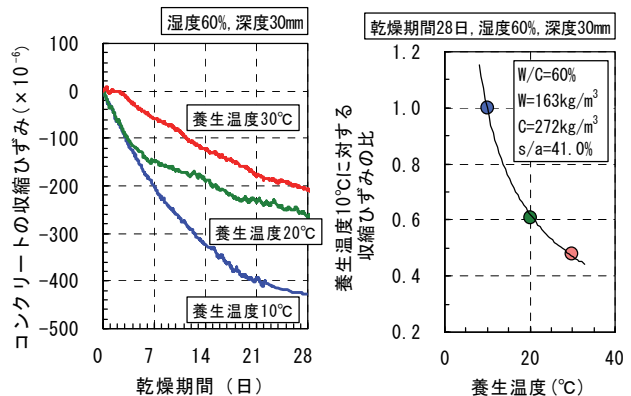 湿度60%, 深度30mm
コンクリートの収縮ひずみ(×10⁻⁶)
100
0
-100
-200
-300
-400
-500
養生温度30℃
養生温度20℃
養生温度10℃
0 7 14 21 28
乾燥期間（日）
乾燥期間28日, 湿度60%, 深度30mm
養生温度10℃に対する
収縮ひずみの比
1.2
1.0
0.8
0.6
0.4
0.2
W/C=60%
W=163kg/m³
C=272kg/m³
s/a=41.0%
0 20 40
養生温度(℃)